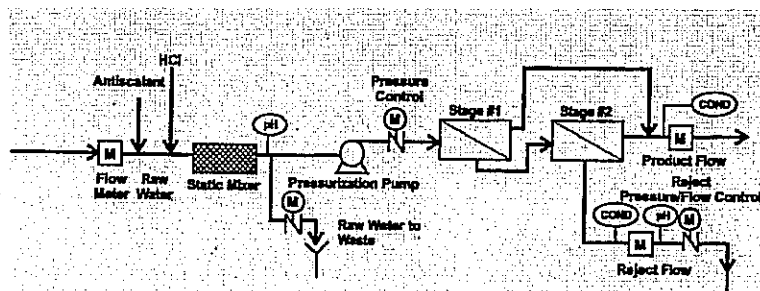 HCl
Antiscalent
pH
Pressure
Control
M
Stage #1
Stage #2
COND
M
M
Flow
Meter
Raw
Water
Static Mixer
Pressurization Pump
Product Flow
Reject
Pressure/Flow Control
M
Raw Water to
Waste
COND
pH
M
M
Reject Flow